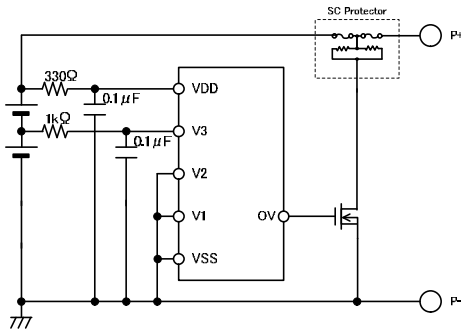 SC Protector
P+
330Ω
0.1μF
VDD
1kΩ
0.1μF
V3
V2
V1
OV
VSS
P-